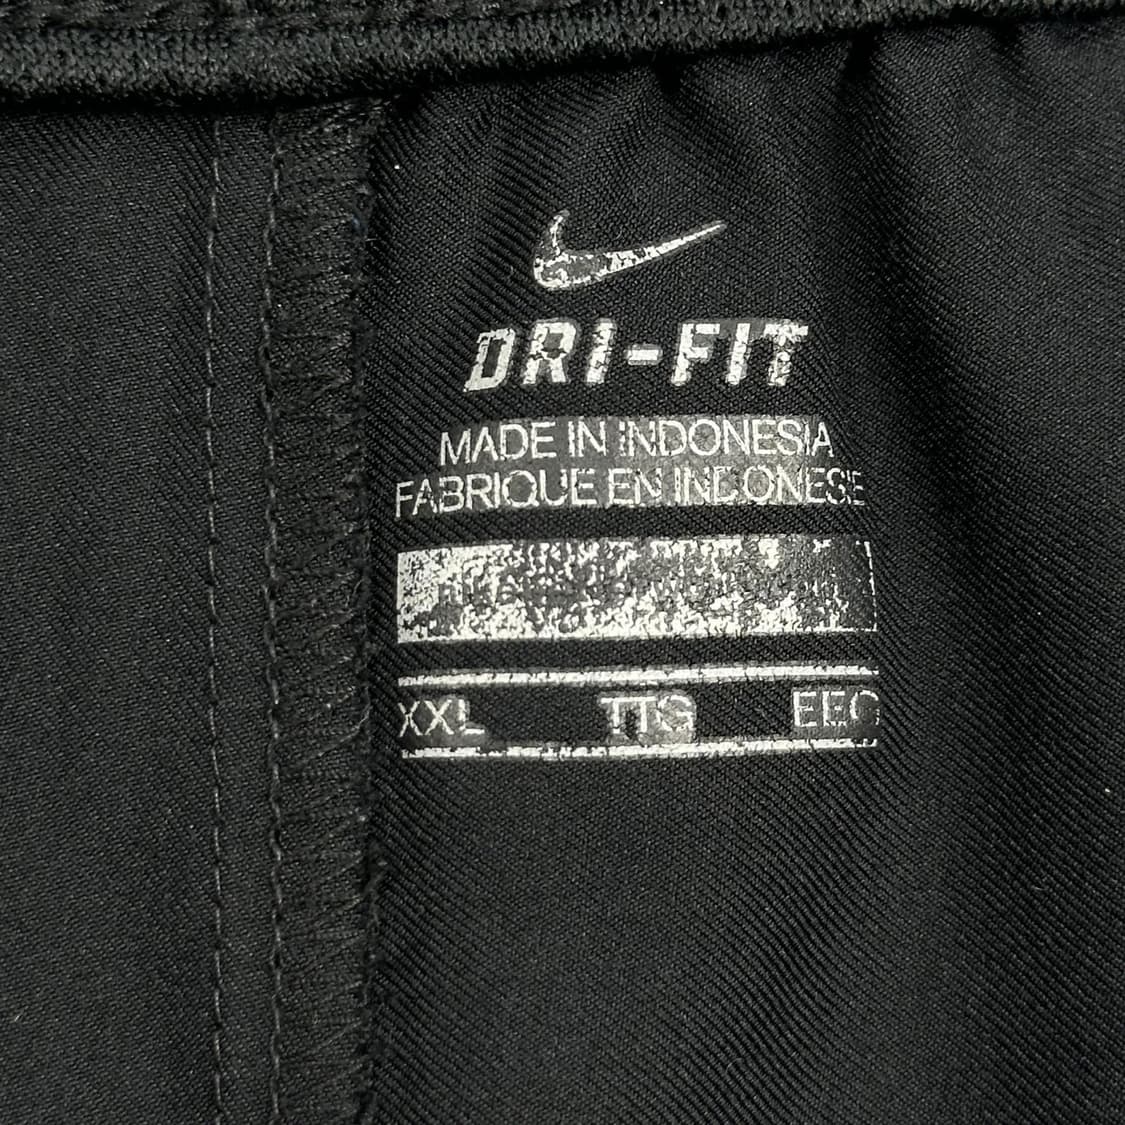 DRI-FIT
MADE IN INDONESIA
FABRIQUE EN INDONESIE
XXL TTG EEG